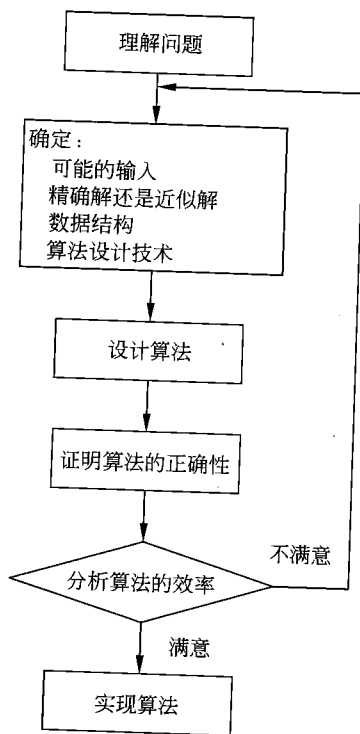 理解问题
确定:
可能的输入
精确解还是近似解
数据结构
算法设计技术
设计算法
证明算法的正确性
分析算法的效率
不满意
满意
实现算法